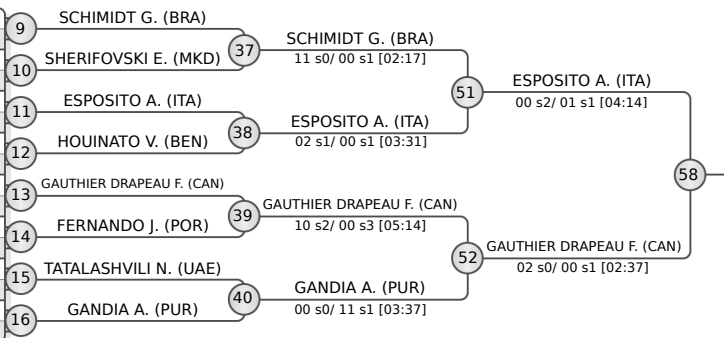 9 SCHIMIDT G. (BRA)
10 SHERIFOVSKI E. (MKD)
37 SCHIMIDT G. (BRA)
11 s0/ 00 s1 [02:17]
11 ESPOSITO A. (ITA)
12 HOUINATO V. (BEN)
38 ESPOSITO A. (ITA)
02 s1/ 00 s1 [03:31]
51 ESPOSITO A. (ITA)
00 s2/ 01 s1 [04:14]
13 GAUTHIER DRAPEAU F. (CAN)
14 FERNANDO J. (POR)
39 GAUTHIER DRAPEAU F. (CAN)
10 s2/ 00 s3 [05:14]
15 TATALASHVILI N. (UAE)
16 GANDIA A. (PUR)
40 GANDIA A. (PUR)
00 s0/ 11 s1 [03:37]
52 GAUTHIER DRAPEAU F. (CAN)
02 s0/ 00 s1 [02:37]
58